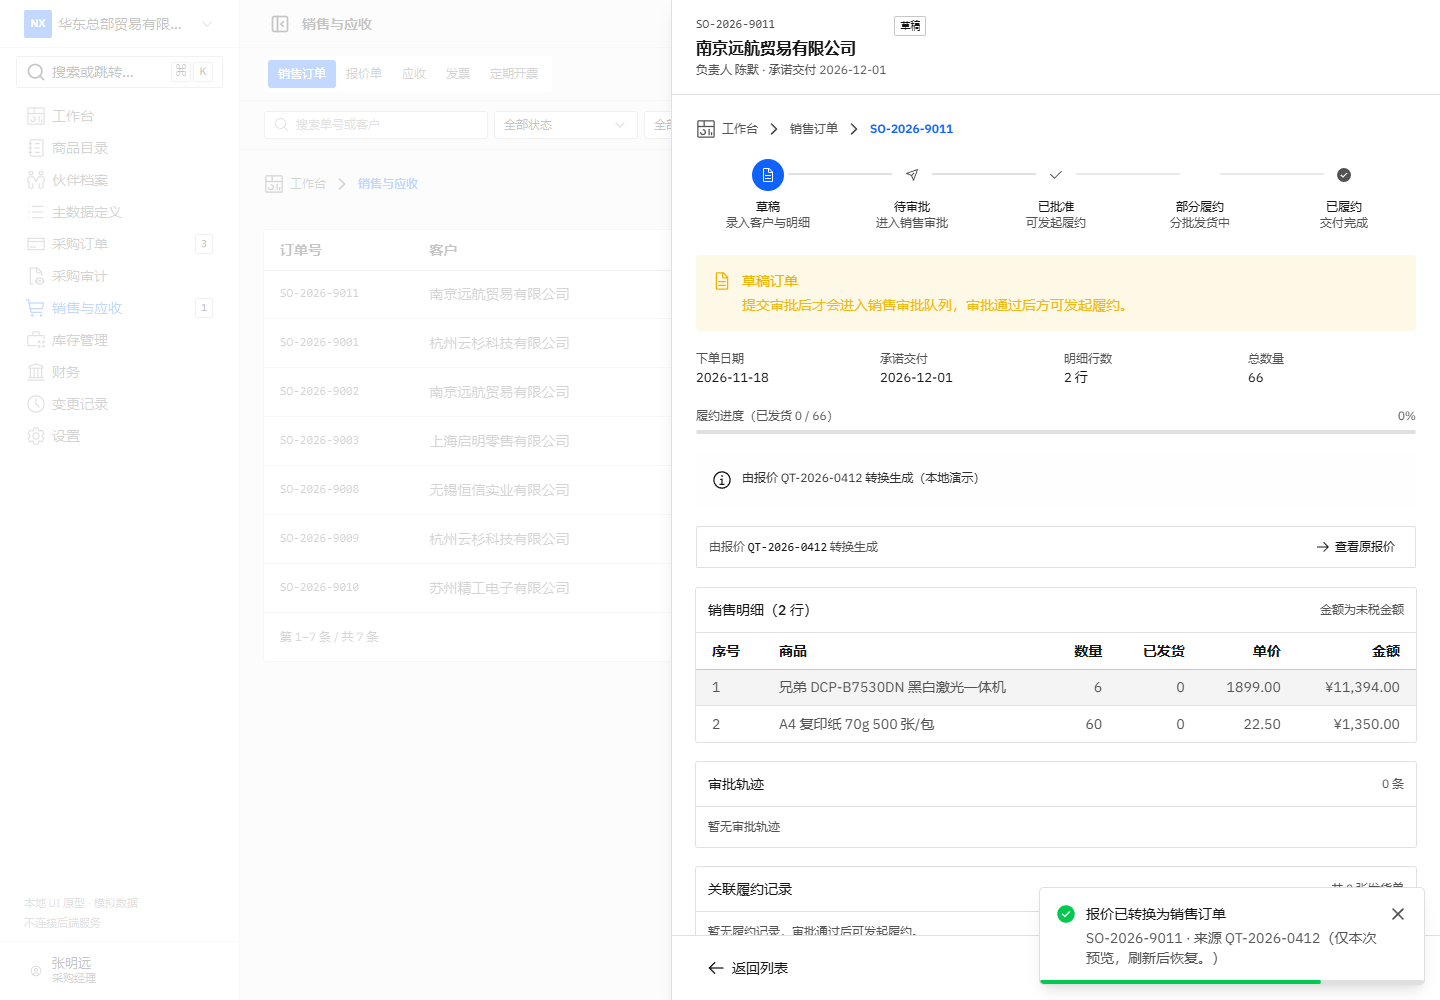 NX 华东总部贸易有限...
搜索或跳转... ⌘ K
工作台
商品目录
伙伴档案
主数据定义
采购订单 3
采购审计
销售与应收 1
库存管理
财务
变更记录
设置
本地 UI 原型 · 模拟数据
不连接后端服务
张明远
采购经理
销售与应收
销售订单 报价单 应收 发票 定期开票
搜索单号或客户 全部状态 全部
工作台 销售与应收
订单号 客户
SO-2026-9011 南京远航贸易有限公司
SO-2026-9001 杭州云杉科技有限公司
SO-2026-9002 南京远航贸易有限公司
SO-2026-9003 上海启明零售有限公司
SO-2026-9008 无锡恒信实业有限公司
SO-2026-9009 杭州云杉科技有限公司
SO-2026-9010 苏州精工电子有限公司
第 1–7 条 / 共 7 条
SO-2026-9011 草稿
南京远航贸易有限公司
负责人 陈默 · 承诺交付 2026-12-01
工作台 销售订单 SO-2026-9011
草稿 待审批 已批准 部分履约 已履约
录入客户与明细 进入销售审批 可发起履约 分批发货中 交付完成
草稿订单
提交审批后才会进入销售审批队列，审批通过后方可发起履约。
下单日期 承诺交付 明细行数 总数量
2026-11-18 2026-12-01 2 行 66
履约进度（已发货 0 / 66） 0%
由报价 QT-2026-0412 转换生成（本地演示）
由报价 QT-2026-0412 转换生成 查看原报价
销售明细（2 行） 金额为未税金额
序号 商品 数量 已发货 单价 金额
1 兄弟 DCP-B7530DN 黑白激光一体机 6 0 1899.00 ¥11,394.00
2 A4 复印纸 70g 500 张/包 60 0 22.50 ¥1,350.00
审批轨迹 0 条
暂无审批轨迹
关联履约记录 共 0 张发货单
暂无履约记录，审批通过后可发起履约。
返回列表
报价已转换为销售订单
SO-2026-9011 · 来源 QT-2026-0412（仅本次
预览，刷新后恢复。）